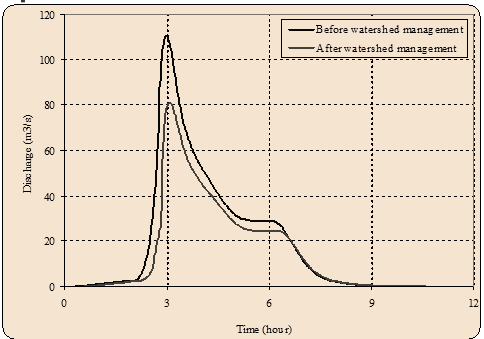 120
100
80
60
40
20
0
Discharge (m3/s)
Before watershed management
After watershed management
0 3 6 9 12
Time (hour)